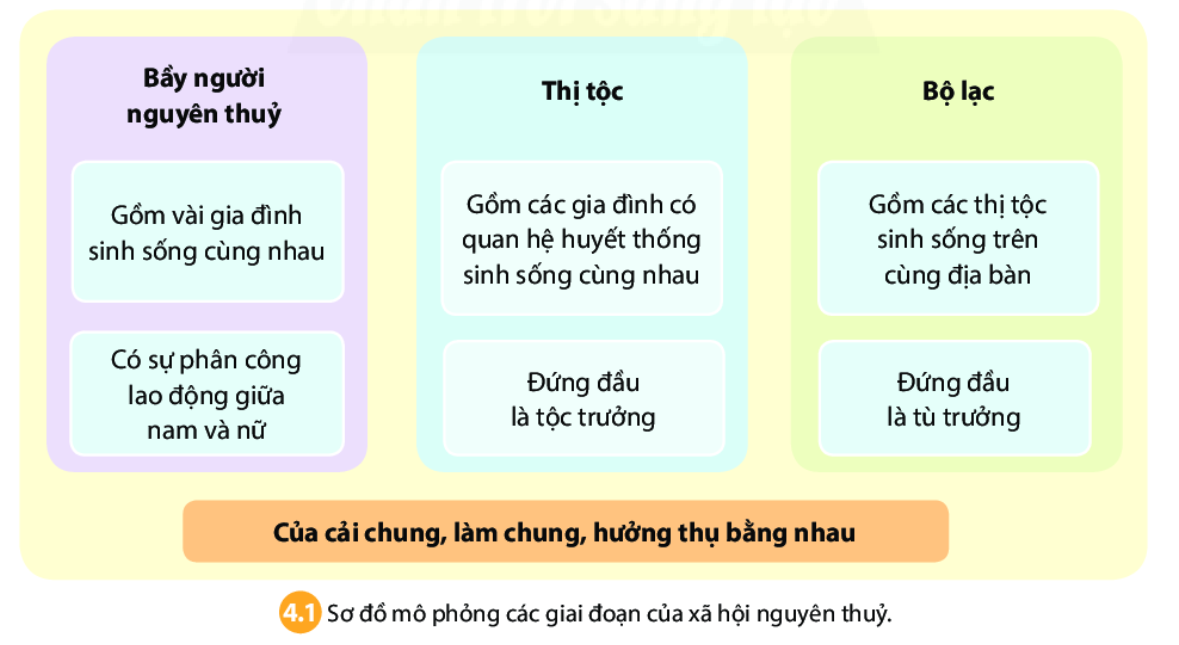 Bầy người
nguyên thuỷ
Gồm vài gia đình
sinh sống cùng nhau
Có sự phân công
lao động giữa
nam và nữ
Thị tộc
Gồm các gia đình có
quan hệ huyết thống
sinh sống cùng nhau
Đứng đầu
là tộc trưởng
Bộ lạc
Gồm các thị tộc
sinh sống trên
cùng địa bàn
Đứng đầu
là tù trưởng
Của cải chung, làm chung, hưởng thụ bằng nhau
4.1 Sơ đồ mô phỏng các giai đoạn của xã hội nguyên thuỷ.